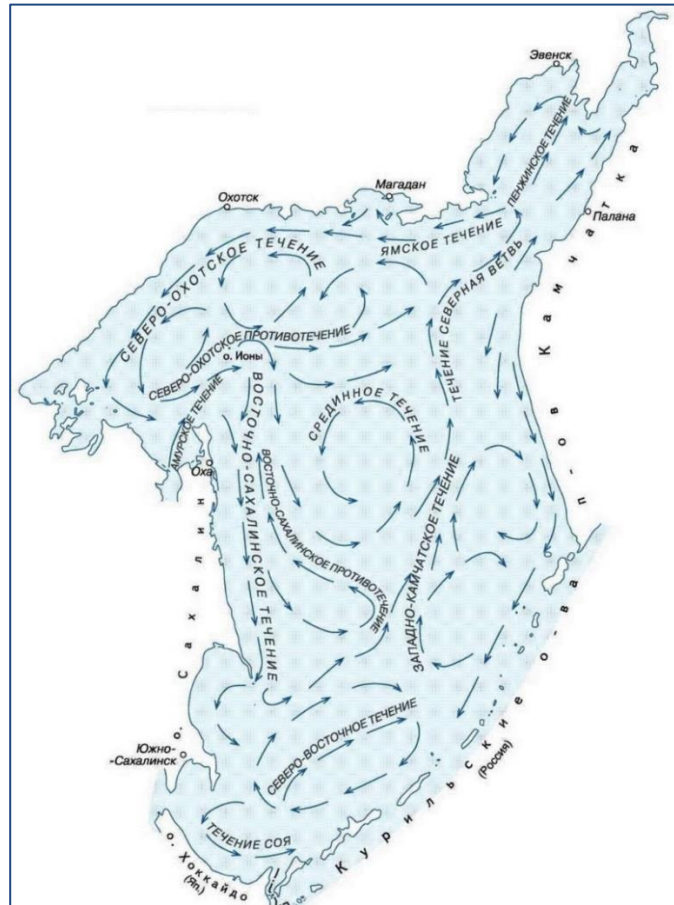 Эвенск
ПЕНЖИНСКОЕ ТЕЧЕНИЕ
Магадан
Охотск
Палана
ЯМСКОЕ ТЕЧЕНИЕ
СЕВЕРО-ОХОТСКОЕ ТЕЧЕНИЕ
ТЕЧЕНИЕ СЕВЕРНАЯ ВЕТВЬ
п-ов Камчатка
СЕВЕРО-ОХОТСКОЕ ПРОТИВОТЕЧЕНИЕ
о. Ионы
АМУРСКОЕ ТЕЧЕНИЕ
СРЕДИННОЕ ТЕЧЕНИЕ
Оха
ВОСТОЧНО-САХАЛИНСКОЕ ТЕЧЕНИЕ
ВОСТОЧНО-САХАЛИНСКОЕ ПРОТИВОТЕЧЕНИЕ
ЗАПАДНО-КАМЧАТСКОЕ ТЕЧЕНИЕ
о. Сахалин
Южно-
-Сахалинск
СЕВЕРО-ВОСТОЧНОЕ ТЕЧЕНИЕ
Курильские о-ва
(Россия)
ТЕЧЕНИЕ СОЯ
о. Хоккайдо
(Яп.)